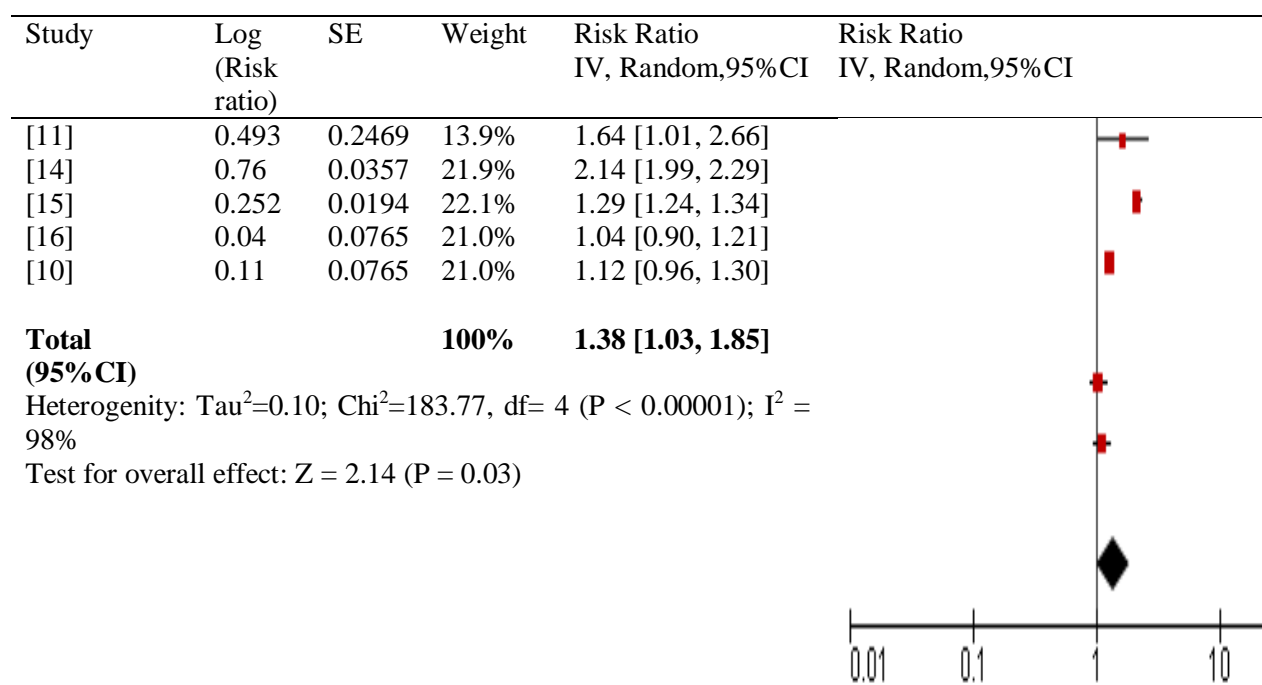 Study Log (Risk ratio) SE Weight Risk Ratio IV, Random,95%CI Risk Ratio IV, Random,95%CI
[11] 0.493 0.2469 13.9% 1.64 [1.01, 2.66]
[14] 0.76 0.0357 21.9% 2.14 [1.99, 2.29]
[15] 0.252 0.0194 22.1% 1.29 [1.24, 1.34]
[16] 0.04 0.0765 21.0% 1.04 [0.90, 1.21]
[10] 0.11 0.0765 21.0% 1.12 [0.96, 1.30]
Total 100% 1.38 [1.03, 1.85]
(95%CI)
Heterogenity: Tau²=0.10; Chi²=183.77, df= 4 (P < 0.00001); I² =
98%
Test for overall effect: Z = 2.14 (P = 0.03)
0.01 0.1 1 10